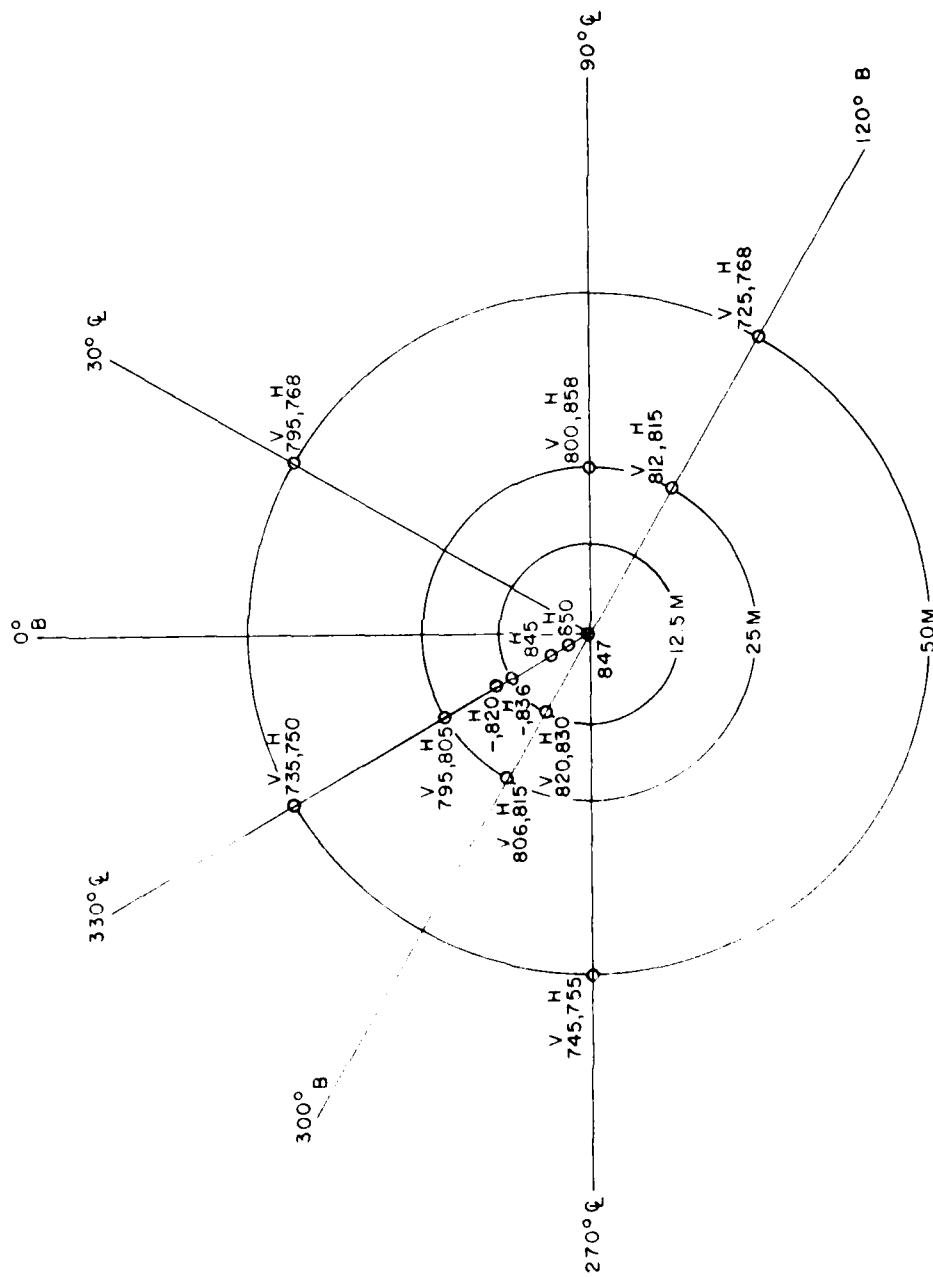 0°
B
30° ℄
90° ℄
120° B
270° ℄
300° B
330° ℄
V H
735,750
V H
795,768
V H
795,805
H
-,820
H
-,836
H
845
H
850
847
V H
806,815
V H
820,830
V H
800,858
V H
812,815
V H
725,768
V H
745,755
12.5 M
25 M
50 M